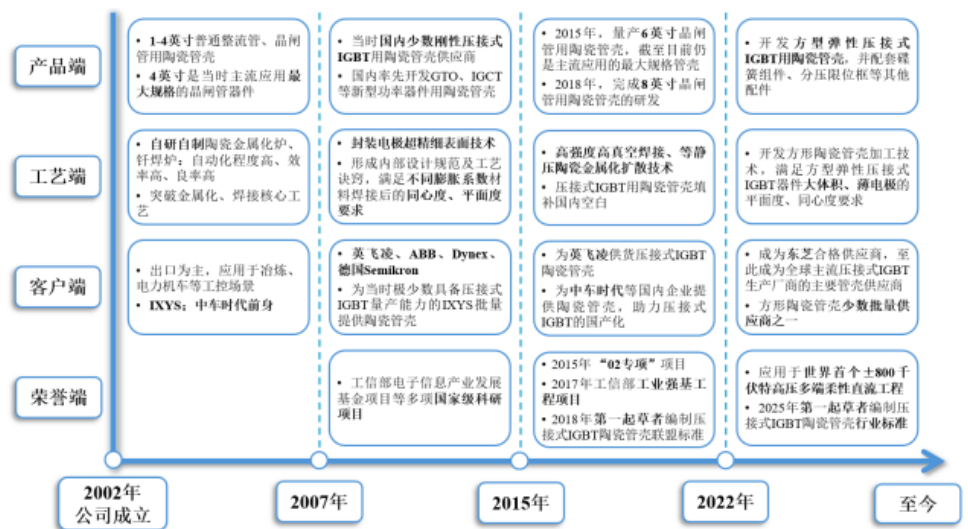 产品端
• 1-4英寸普通整流管、晶闸
管用陶瓷管壳
• 4英寸是当时主流应用最
大规格的晶闸管器件
• 当时国内少数刚性压接式
IGBT用陶瓷管壳供应商
• 国内率先开发GTO、IGCT
等新型功率器件用陶瓷管壳
• 2015年，量产6英寸晶闸
管用陶瓷管壳，截至目前仍
是主流应用的最大规格管壳
• 2018年，完成8英寸晶闸
管用陶瓷管壳的研发
• 开发方型弹性压接式
IGBT用陶瓷管壳，并配套碟
簧组件、分压限位框等其他
配件
工艺端
• 自研自制陶瓷金属化炉、
钎焊炉：自动化程度高、效
率高、良率高
• 突破金属化、焊接核心工
艺
• 封装电极超精细表面技术
• 形成内部设计规范及工艺
诀窍，满足不同膨胀系数材
料焊接后的同心度、平面度
要求
• 高强度高真空焊接、等静
压陶瓷金属化扩散技术
• 压接式IGBT用陶瓷管壳填
补国内空白
• 开发方形陶瓷管壳加工技
术，满足方型弹性压接式
IGBT器件大体积、薄电极的
平面度、同心度要求
客户端
• 出口为主，应用于冶炼、
电力机车等工控场景
• IXYS；中车时代前身
• 英飞凌、ABB、Dynex、
德国Semikron
• 为当时极少数具备压接式
IGBT量产能力的IXYS批量
提供陶瓷管壳
• 为英飞凌供货压接式IGBT
陶瓷管壳
• 为中车时代等国内企业提
供陶瓷管壳，助力压接式
IGBT的国产化
• 成为东芝合格供应商，至
此成为全球主流压接式IGBT
生产厂商的主要管壳供应商
• 方形陶瓷管壳少数批量供
应商之一
荣誉端
• 工信部电子信息产业发展
基金项目等多项国家级科研
项目
• 2015年“02专项”项目
• 2017年工信部工业强基工
程项目
• 2018年第一起草者编制压
接式IGBT陶瓷管壳联盟标准
• 应用于世界首个±800千
伏特高压多端柔性直流工程
• 2025年第一起草者编制压
接式IGBT陶瓷管壳行业标准
2002年
公司成立
2007年
2015年
2022年
至今